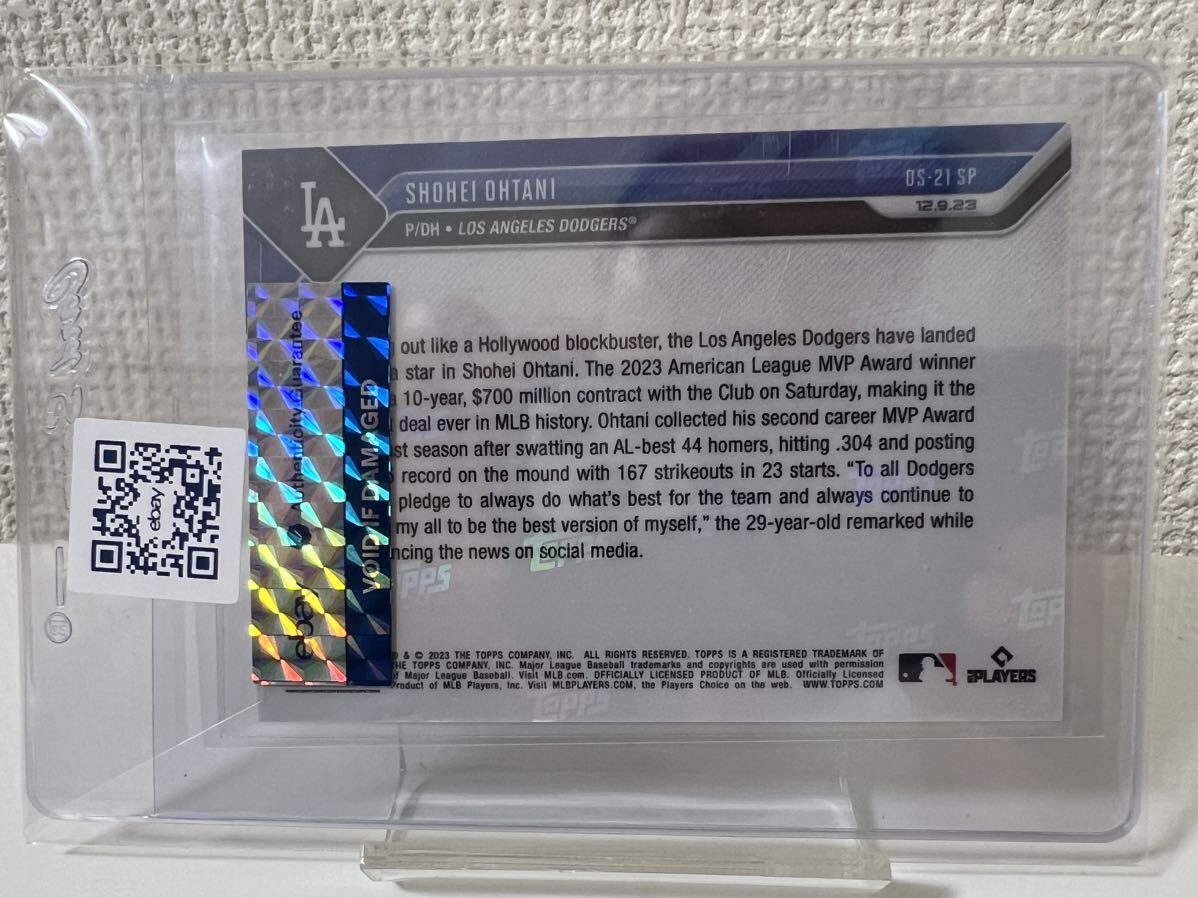 LA
SHOHEI OHTANI
OS-21 SP
P/DH • LOS ANGELES DODGERS®
12.9.23
out like a Hollywood blockbuster, the Los Angeles Dodgers have landed
a star in Shohei Ohtani. The 2023 American League MVP Award winner
a 10-year, $700 million contract with the Club on Saturday, making it the
deal ever in MLB history. Ohtani collected his second career MVP Award
st season after swatting an AL-best 44 homers, hitting .304 and posting
record on the mound with 167 strikeouts in 23 starts. “To all Dodgers
pledge to always do what’s best for the team and always continue to
my all to be the best version of myself,” the 29-year-old remarked while
ncing the news on social media.
ebay Authenticity Guarantee
VOID IF DAMAGED
ebay
® & © 2023 THE TOPPS COMPANY, INC. ALL RIGHTS RESERVED. TOPPS IS A REGISTERED TRADEMARK OF
THE TOPPS COMPANY, INC. Major League Baseball trademarks and copyrights are used with permission
of Major League Baseball. Visit MLB.com. OFFICIALLY LICENSED PRODUCT OF MLB. Officially Licensed
Product of MLB Players, Inc. Visit MLBPLAYERS.COM, the Players Choice on the web. WWW.TOPPS.COM
PLAYERS
Topps
Topps
Topps
Topps
Topps